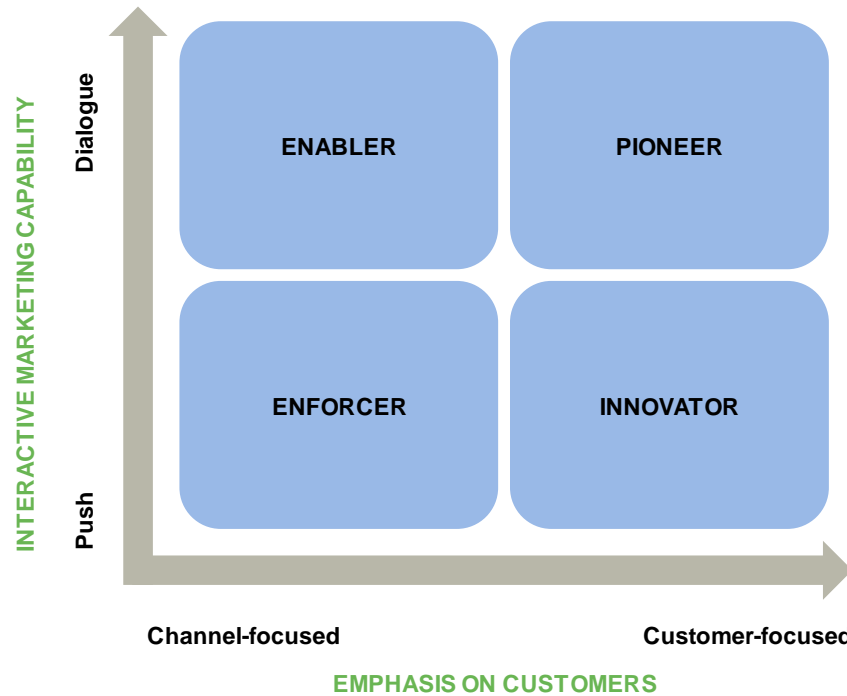 INTERACTIVE MARKETING CAPABILITY
Dialogue
Push
ENABLER
PIONEER
ENFORCER
INNOVATOR
Channel-focused
Customer-focused
EMPHASIS ON CUSTOMERS